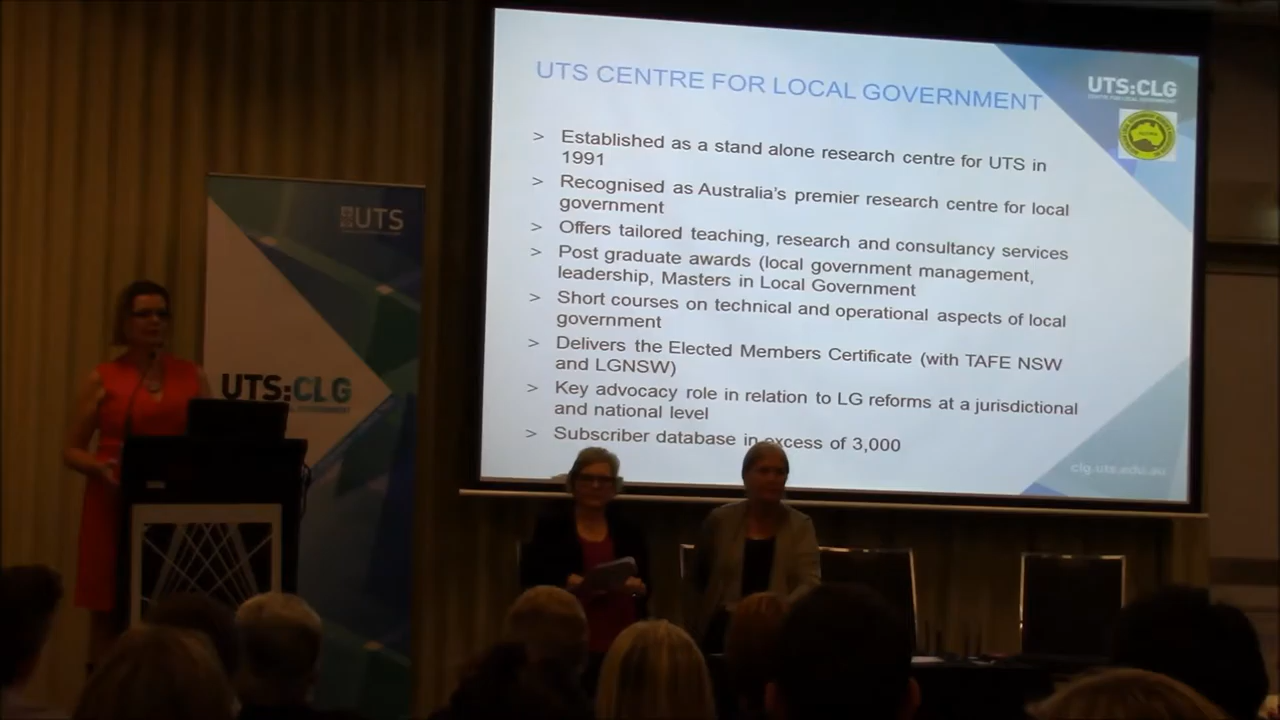 UTS CENTRE FOR LOCAL GOVERNMENT
UTS:CLG
CENTRE FOR LOCAL GOVERNMENT
> Established as a stand alone research centre for UTS in
1991
> Recognised as Australia's premier research centre for local
government
> Offers tailored teaching, research and consultancy services
> Post graduate awards (local government management,
leadership, Masters in Local Government
> Short courses on technical and operational aspects of local
government
> Delivers the Elected Members Certificate (with TAFE NSW
and LGNSW)
> Key advocacy role in relation to LG reforms at a jurisdictional
and national level
> Subscriber database in excess of 3,000
clg.uts.edu.au
UTS
UTS:CLG